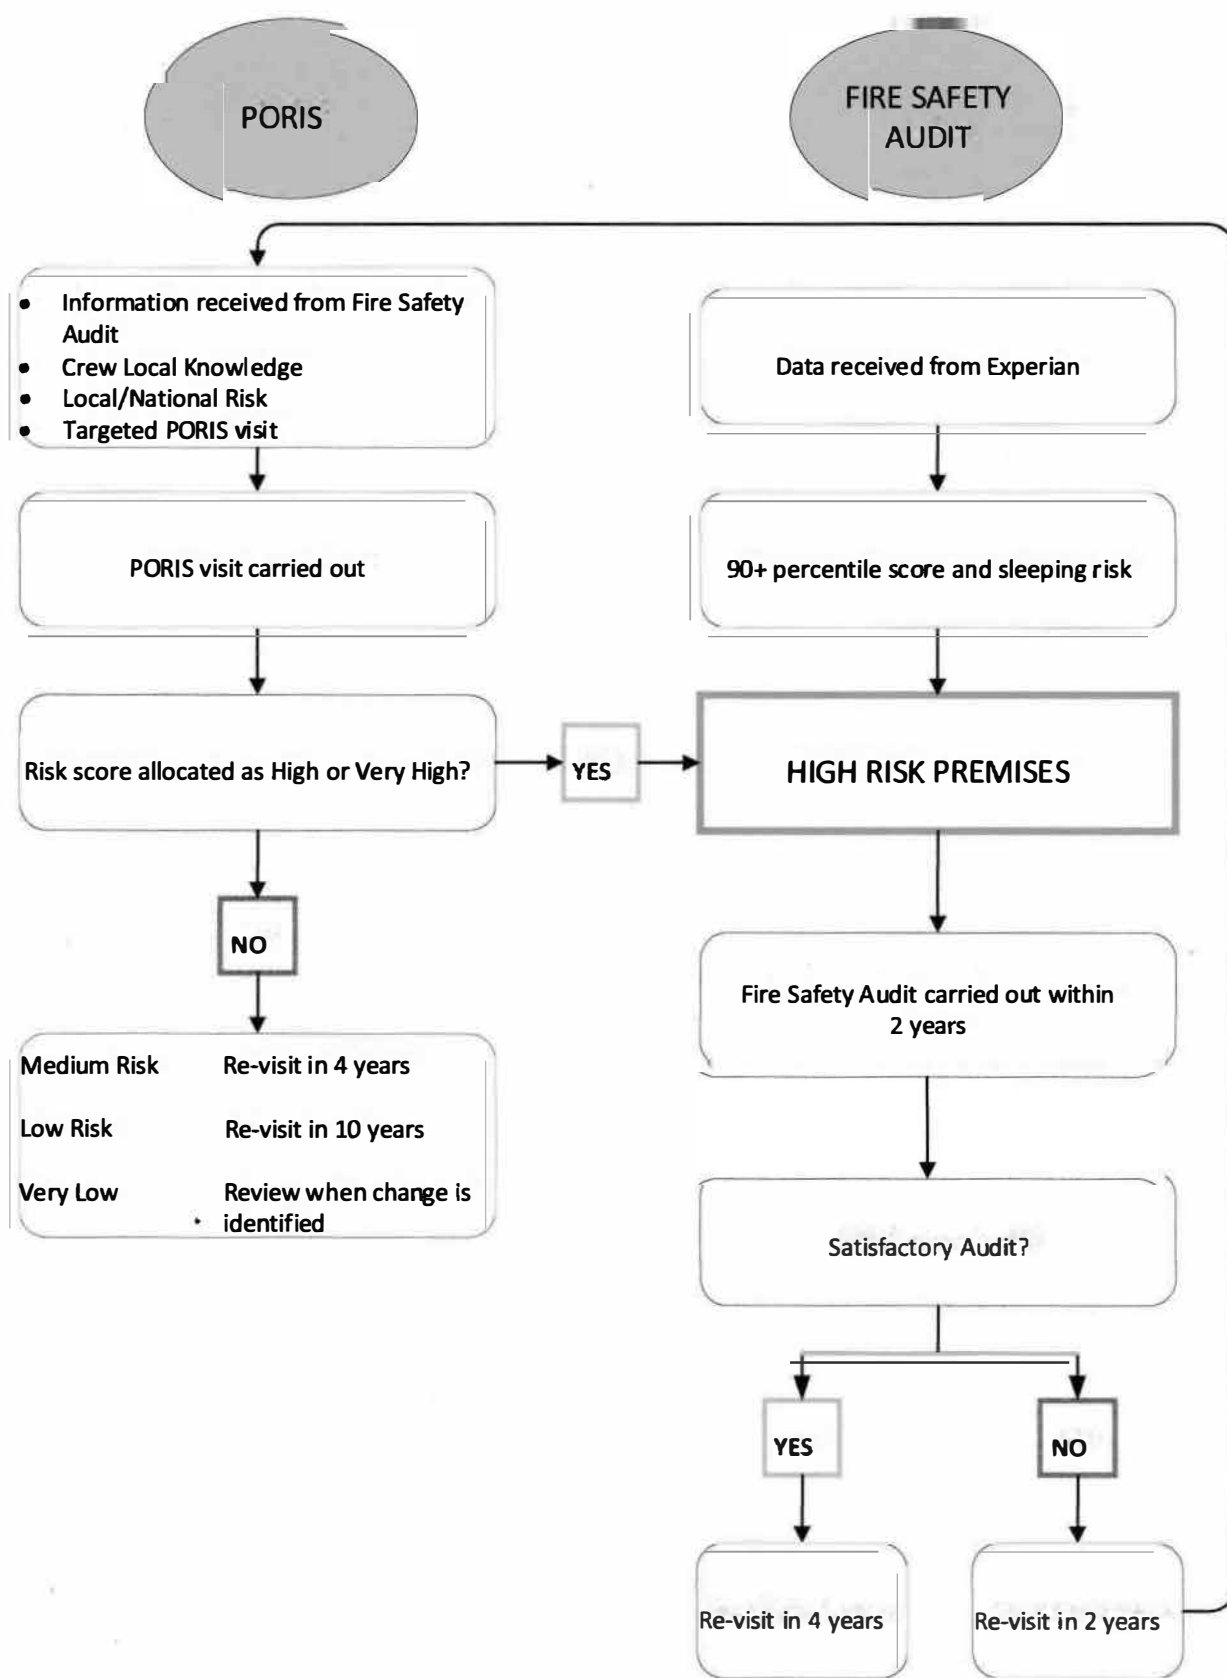 PORIS
FIRE SAFETY
AUDIT
• Information received from Fire Safety
Audit
• Crew Local Knowledge
• Local/National Risk
• Targeted PORIS visit
Data received from Experian
PORIS visit carried out
90+ percentile score and sleeping risk
Risk score allocated as High or Very High?
YES
HIGH RISK PREMISES
NO
Fire Safety Audit carried out within
2 years
Medium Risk Re-visit in 4 years
Low Risk Re-visit in 10 years
Very Low Review when change is
identified
Satisfactory Audit?
YES
NO
Re-visit in 4 years
Re-visit in 2 years